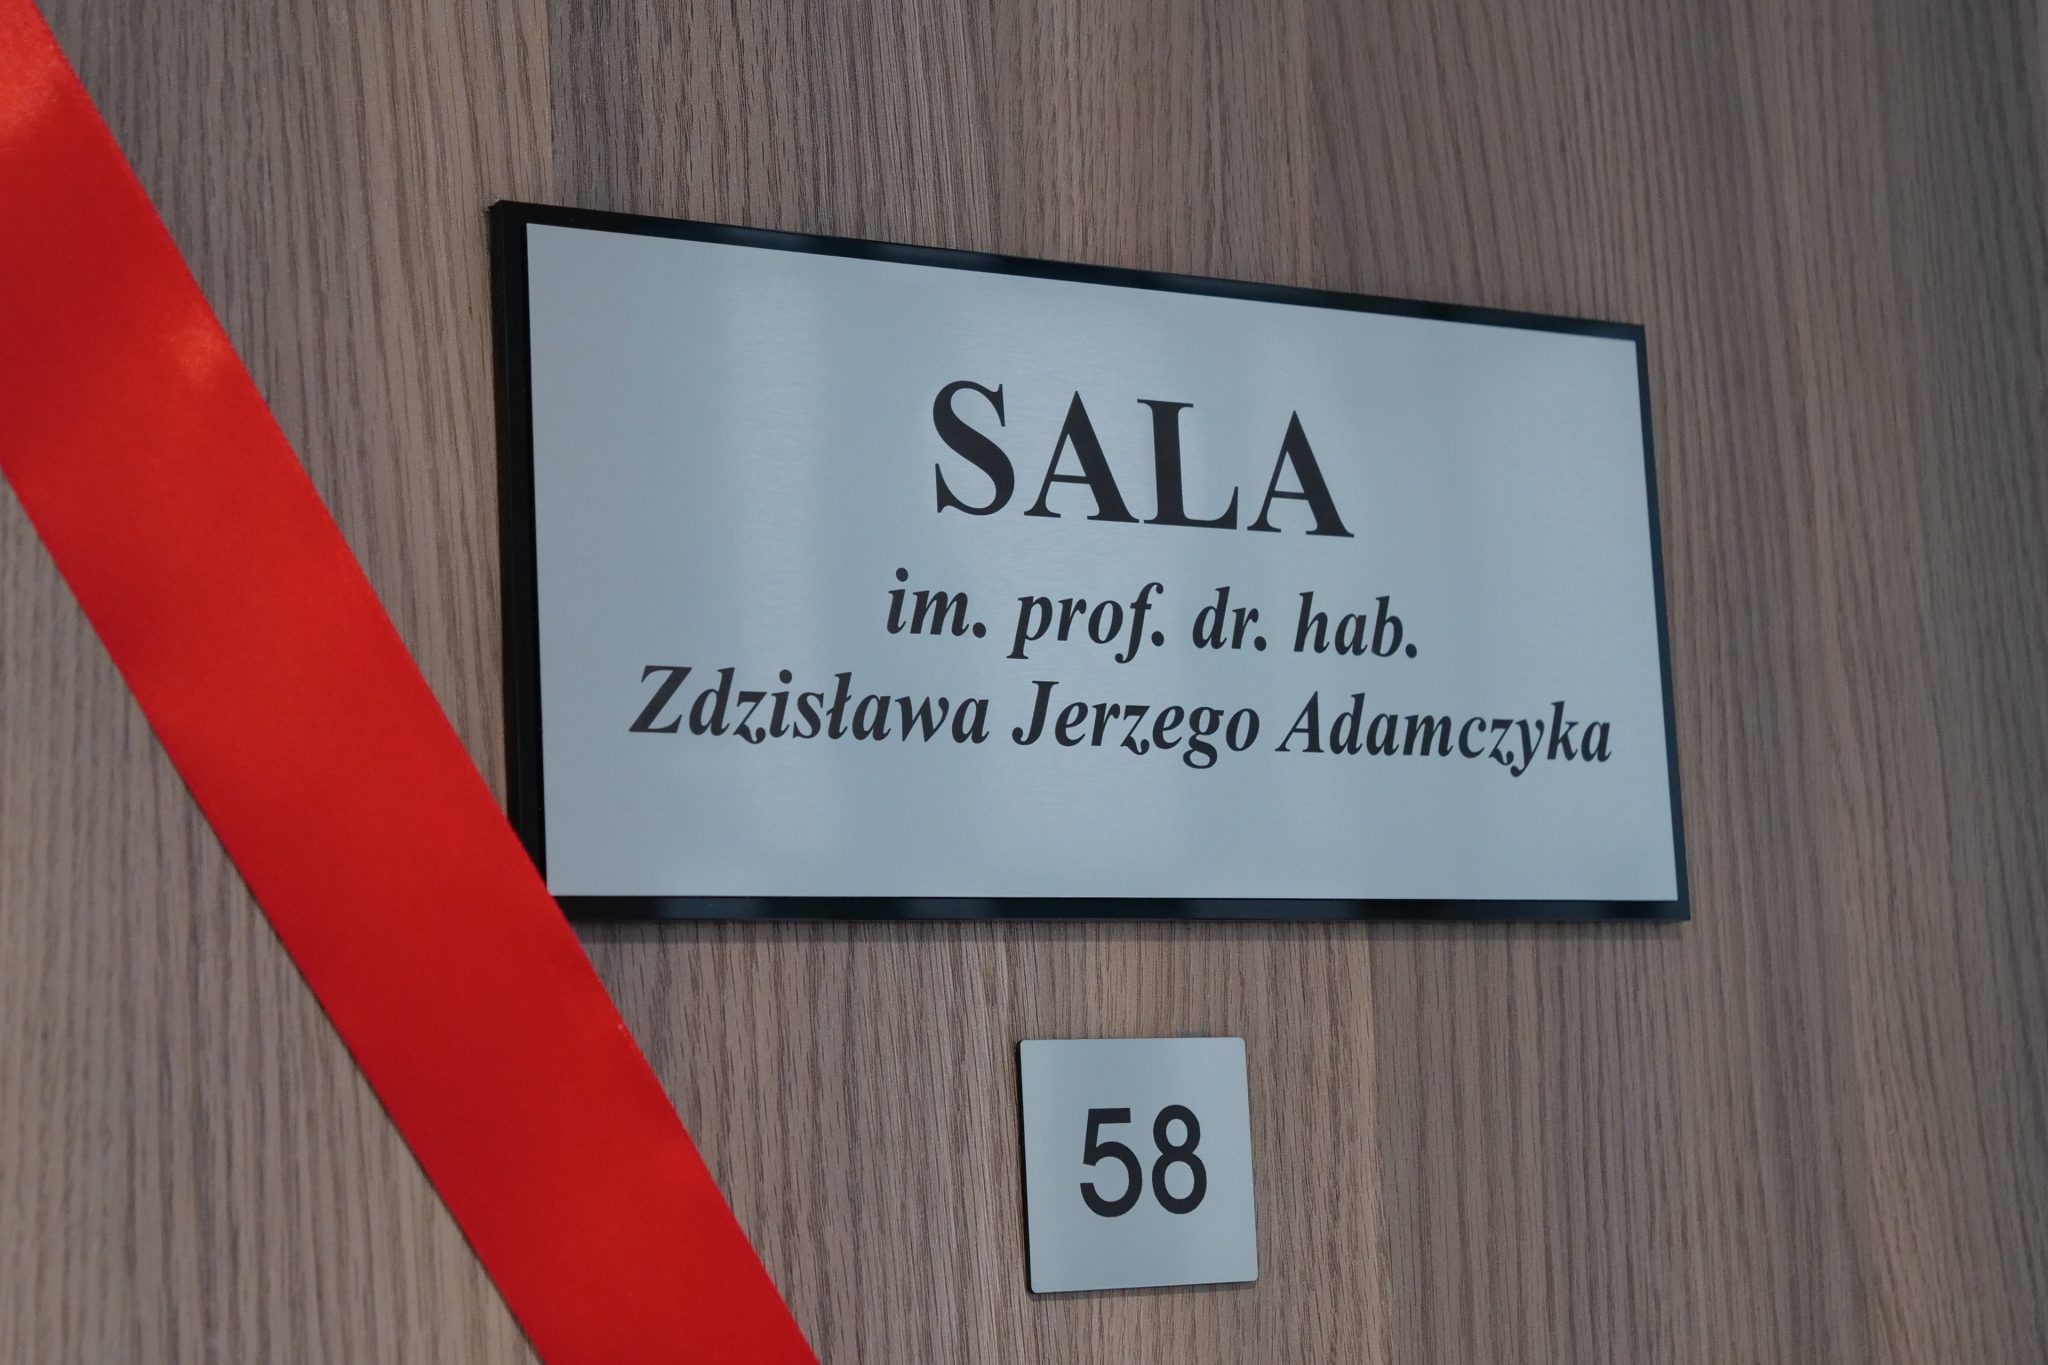 SALA
im. prof. dr. hab.
Zdzisława Jerzego Adamczyka
58